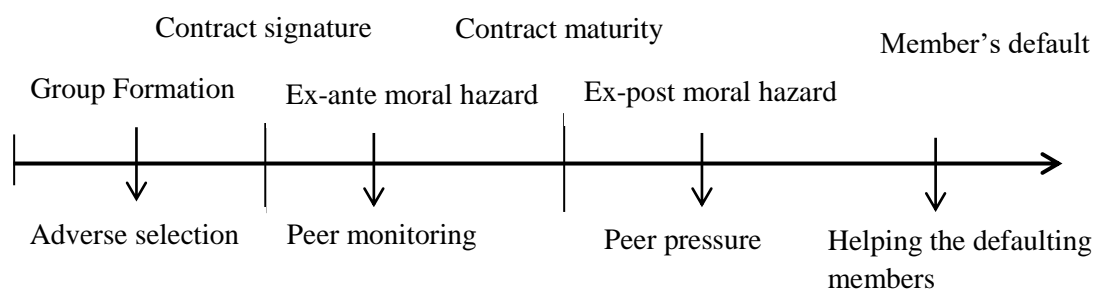 Contract signature
Contract maturity
Member's default
Group Formation
Ex-ante moral hazard
Ex-post moral hazard
Adverse selection
Peer monitoring
Peer pressure
Helping the defaulting
members